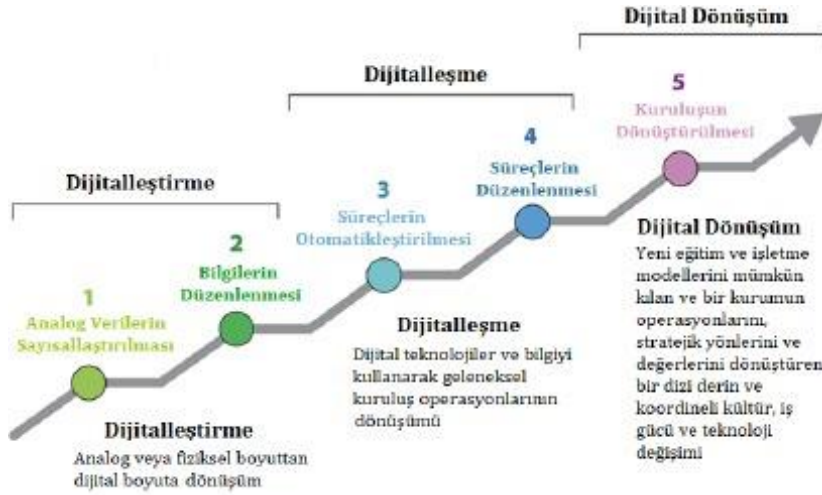 Dijital Dönüşüm
5
Kuruluşun
Dönüştürülmesi
Dijitalleşme
4
Süreçlerin
Düzenlenmesi
Dijitalleştirme
3
Süreçlerin
Otomatikleştirilmesi
2
Bilgilerin
Düzenlenmesi
1
Analog Verilerin
Sayısallaştırılması
Dijitalleştirme
Analog veya fiziksel boyuttan
dijital boyuta dönüşüm
Dijitalleşme
Dijital teknolojiler ve bilgiyi
kullanarak geleneksel
kuruluş operasyonlarının
dönüşümü
Dijital Dönüşüm
Yeni eğitim ve işletme
modellerini mümkün
kılan ve bir kurumun
operasyonlarını,
stratejik yönlerini ve
değerlerini dönüştüren
bir dizi derin ve
koordineli kültür, iş
gücü ve teknoloji
değişimi